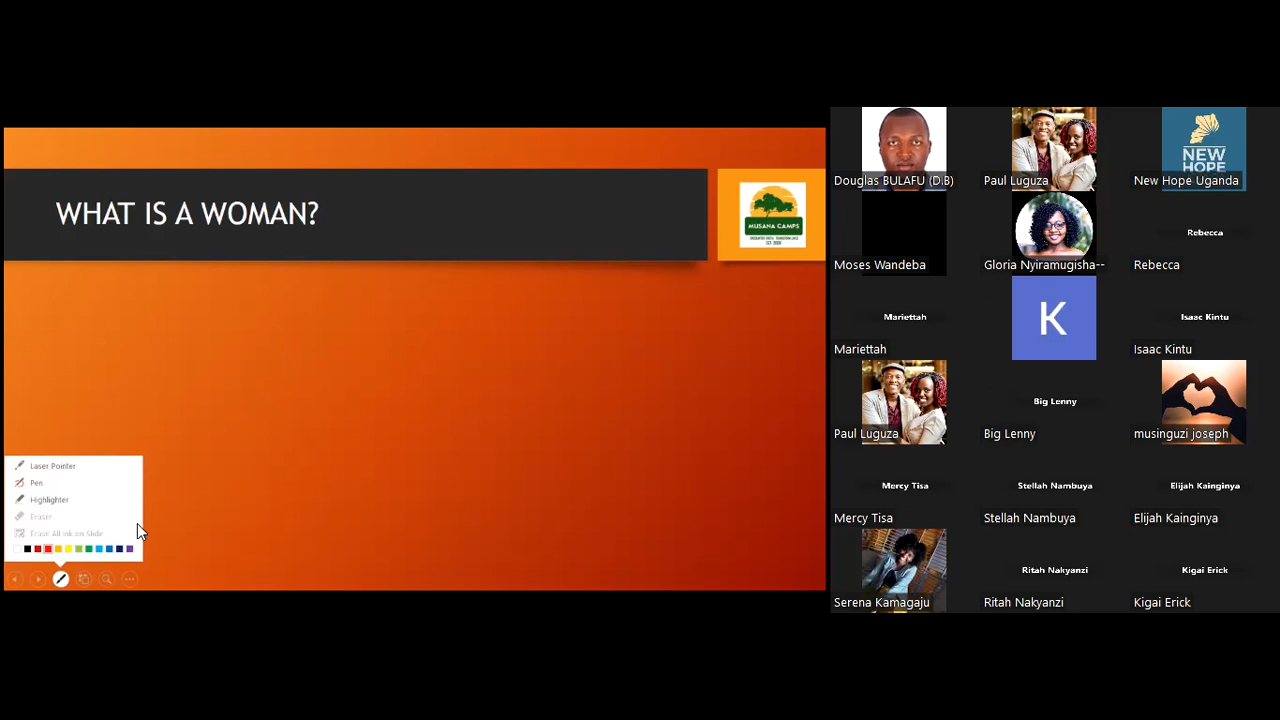 WHAT IS A WOMAN?
MUSANA CAMPS
Laser Pointer
Pen
Highlighter
Eraser
Erase All Ink on Slide
Douglas BULAFU (D.B)
Paul Luguza
NEW HOPE
New Hope Uganda
Moses Wandeba
Gloria Nyiramugisha--
Rebecca
Rebecca
Mariettah
Mariettah
K
Isaac Kintu
Isaac Kintu
Paul Luguza
Big Lenny
Big Lenny
musinguzi joseph
Mercy Tisa
Mercy Tisa
Stellah Nambuya
Stellah Nambuya
Elijah Kainginya
Elijah Kainginya
Serena Kamagaju
Ritah Nakyanzi
Ritah Nakyanzi
Kigai Erick
Kigai Erick